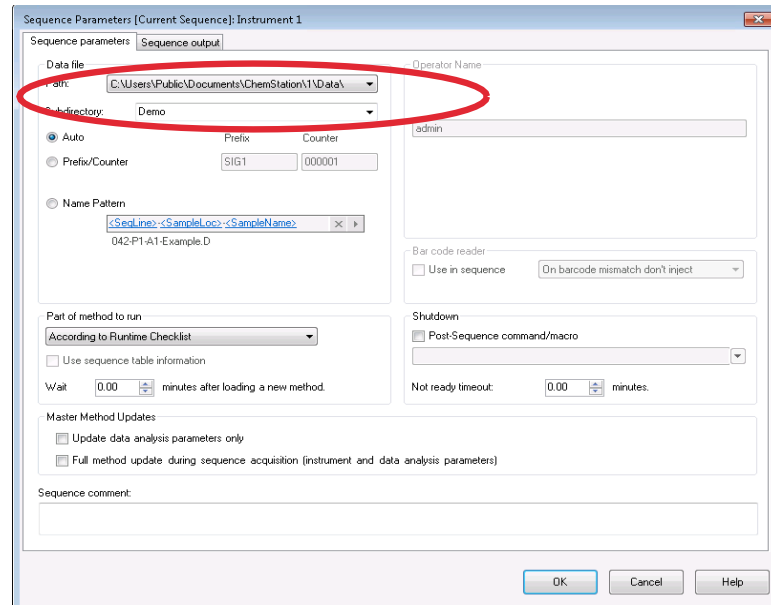 Sequence Parameters [Current Sequence]: Instrument 1
Sequence parameters Sequence output
Data file
Path: C:\Users\Public\Documents\ChemStation\1\Data\
Subdirectory: Demo
Auto Prefix Counter
Prefix/Counter SIG1 000001
Name Pattern
<SeqLine>-<SampleLoc>-<SampleName>
042-P1-A1-Example.D
Operator Name
admin
Bar code reader
Use in sequence On barcode mismatch don't inject
Part of method to run
According to Runtime Checklist
Use sequence table information
Wait 0.00 minutes after loading a new method.
Shutdown
Post-Sequence command/macro
Not ready timeout: 0.00 minutes.
Master Method Updates
Update data analysis parameters only
Full method update during sequence acquisition (instrument and data analysis parameters)
Sequence comment:
OK Cancel Help